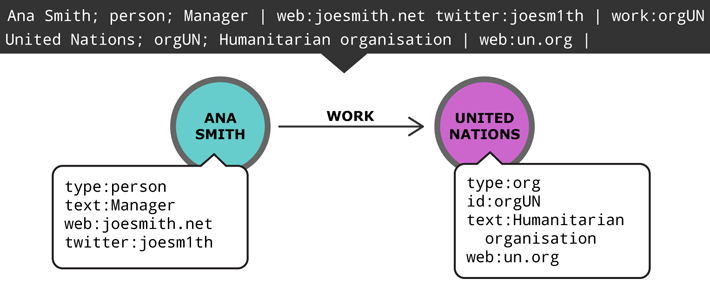 Ana Smith; person; Manager | web:joesmith.net twitter:joesm1th | work:orgUN
United Nations; orgUN; Humanitarian organisation | web:un.org |
ANA
SMITH
WORK
UNITED
NATIONS
type:person
text:Manager
web:joesmith.net
twitter:joesm1th
type:org
id:orgUN
text:Humanitarian
organisation
web:un.org